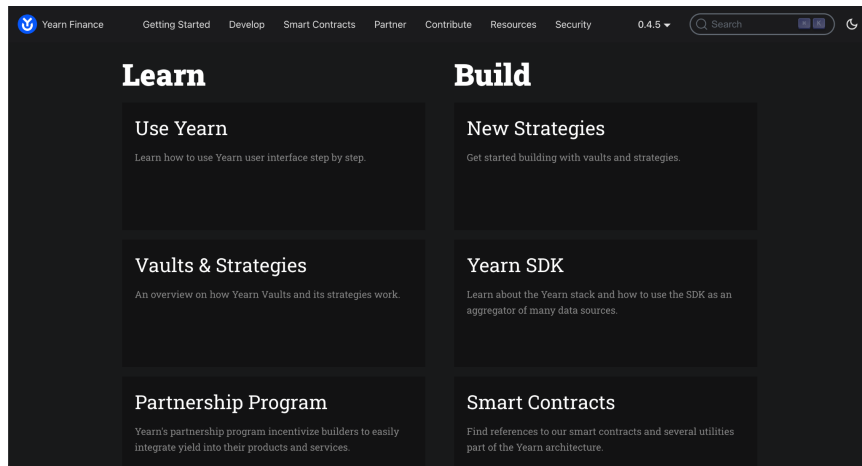 Yearn Finance Getting Started Develop Smart Contracts Partner Contribute Resources Security 0.4.5 Search
Learn
Use Yearn
Learn how to use Yearn user interface step by step.
Vaults & Strategies
An overview on how Yearn Vaults and its strategies work.
Partnership Program
Yearn's partnership program incentivize builders to easily
integrate yield into their products and services.
Build
New Strategies
Get started building with vaults and strategies.
Yearn SDK
Learn about the Yearn stack and how to use the SDK as an
aggregator of many data sources.
Smart Contracts
Find references to our smart contracts and several utilities
part of the Yearn architecture.